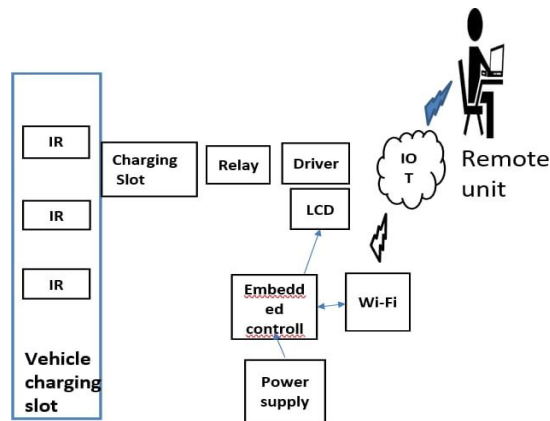 IR
IR
IR
Vehicle
charging
slot
Charging
Slot
Relay
Driver
LCD
Embedd
ed
controll
Power
supply
Wi-Fi
IO
T
Remote
unit